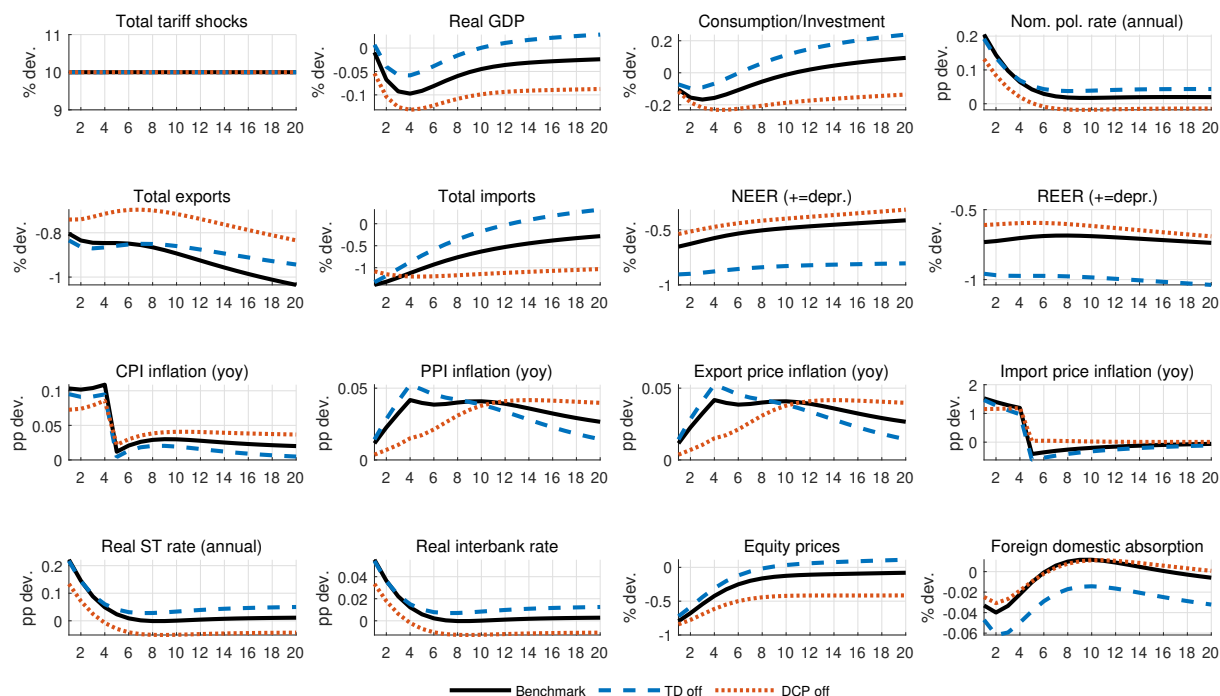 Total tariff shocks
Real GDP
Consumption/Investment
Nom. pol. rate (annual)
% dev.
11
10
9
2 4 6 8 10 12 14 16 18 20
% dev.
0
-0.05
-0.1
2 4 6 8 10 12 14 16 18 20
% dev.
0.2
0
-0.2
2 4 6 8 10 12 14 16 18 20
pp dev.
0.2
0.1
0
2 4 6 8 10 12 14 16 18 20
Total exports
Total imports
NEER (+=depr.)
REER (+=depr.)
% dev.
-0.8
-1
2 4 6 8 10 12 14 16 18 20
% dev.
0
-0.5
-1
2 4 6 8 10 12 14 16 18 20
% dev.
-0.5
-1
2 4 6 8 10 12 14 16 18 20
% dev.
-0.5
-1
2 4 6 8 10 12 14 16 18 20
CPI inflation (yoy)
PPI inflation (yoy)
Export price inflation (yoy)
Import price inflation (yoy)
pp dev.
0.1
0.05
0
2 4 6 8 10 12 14 16 18 20
pp dev.
0.05
0
2 4 6 8 10 12 14 16 18 20
pp dev.
0.05
0
2 4 6 8 10 12 14 16 18 20
pp dev.
2
1
0
2 4 6 8 10 12 14 16 18 20
Real ST rate (annual)
Real interbank rate
Equity prices
Foreign domestic absorption
pp dev.
0.2
0.1
0
2 4 6 8 10 12 14 16 18 20
pp dev.
0.04
0.02
0
2 4 6 8 10 12 14 16 18 20
% dev.
0
-0.5
-1
2 4 6 8 10 12 14 16 18 20
% dev.
0
-0.02
-0.04
-0.06
2 4 6 8 10 12 14 16 18 20
Benchmark TD off DCP off